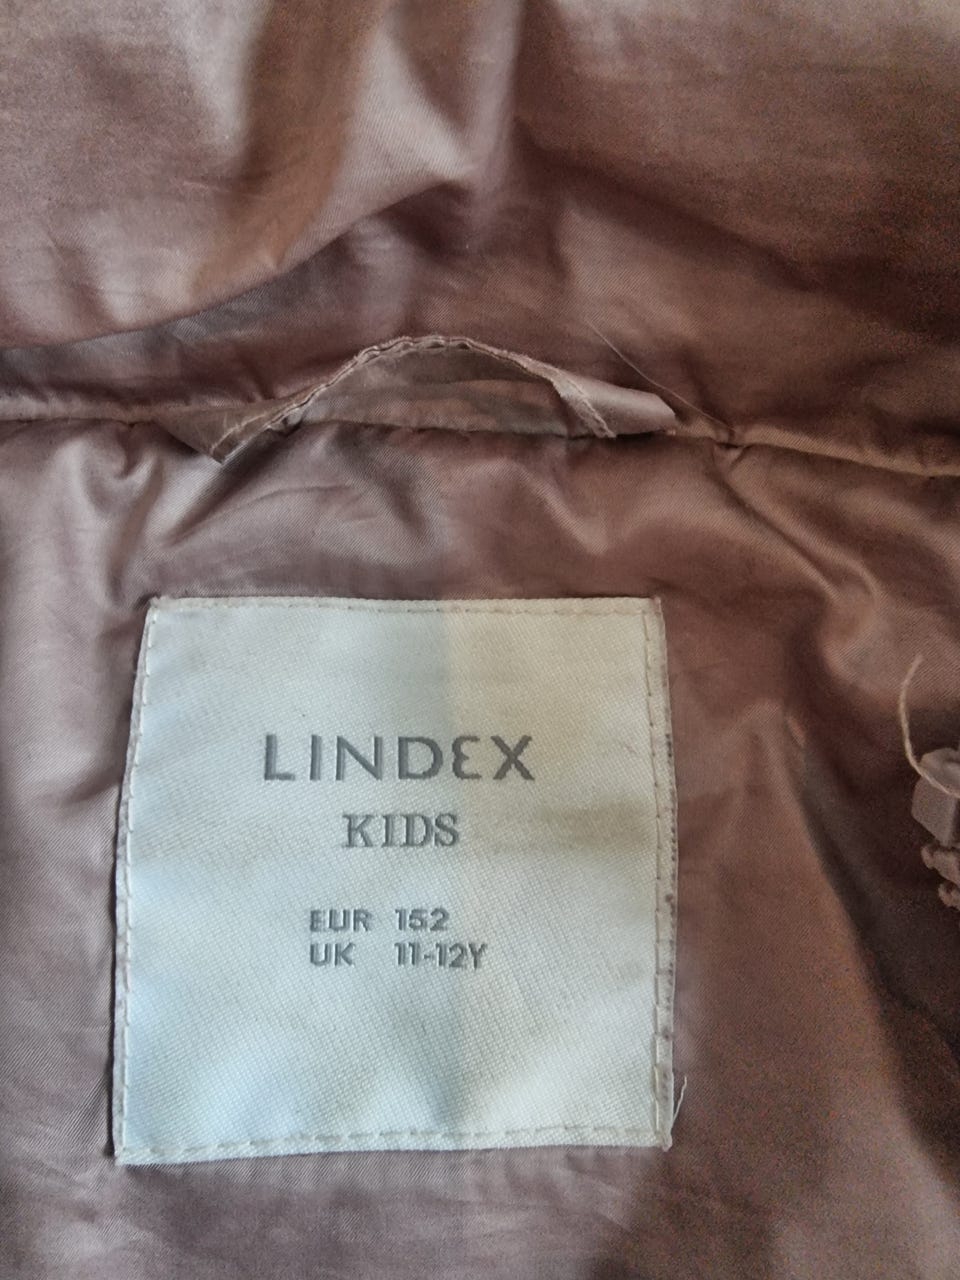 LINDEX
KIDS
EUR 152
UK 11-12Y